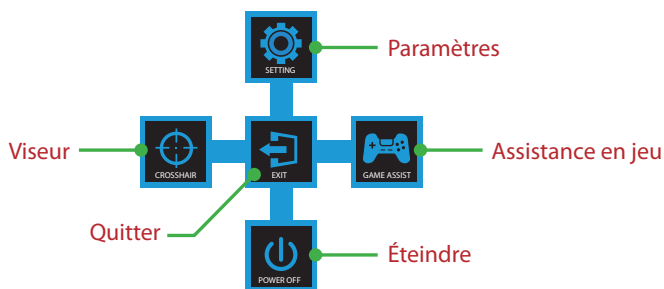 SETTING
Paramètres
Viseur
CROSSHAIR
EXIT
GAME ASSIST
Assistance en jeu
Quitter
POWER OFF
Éteindre